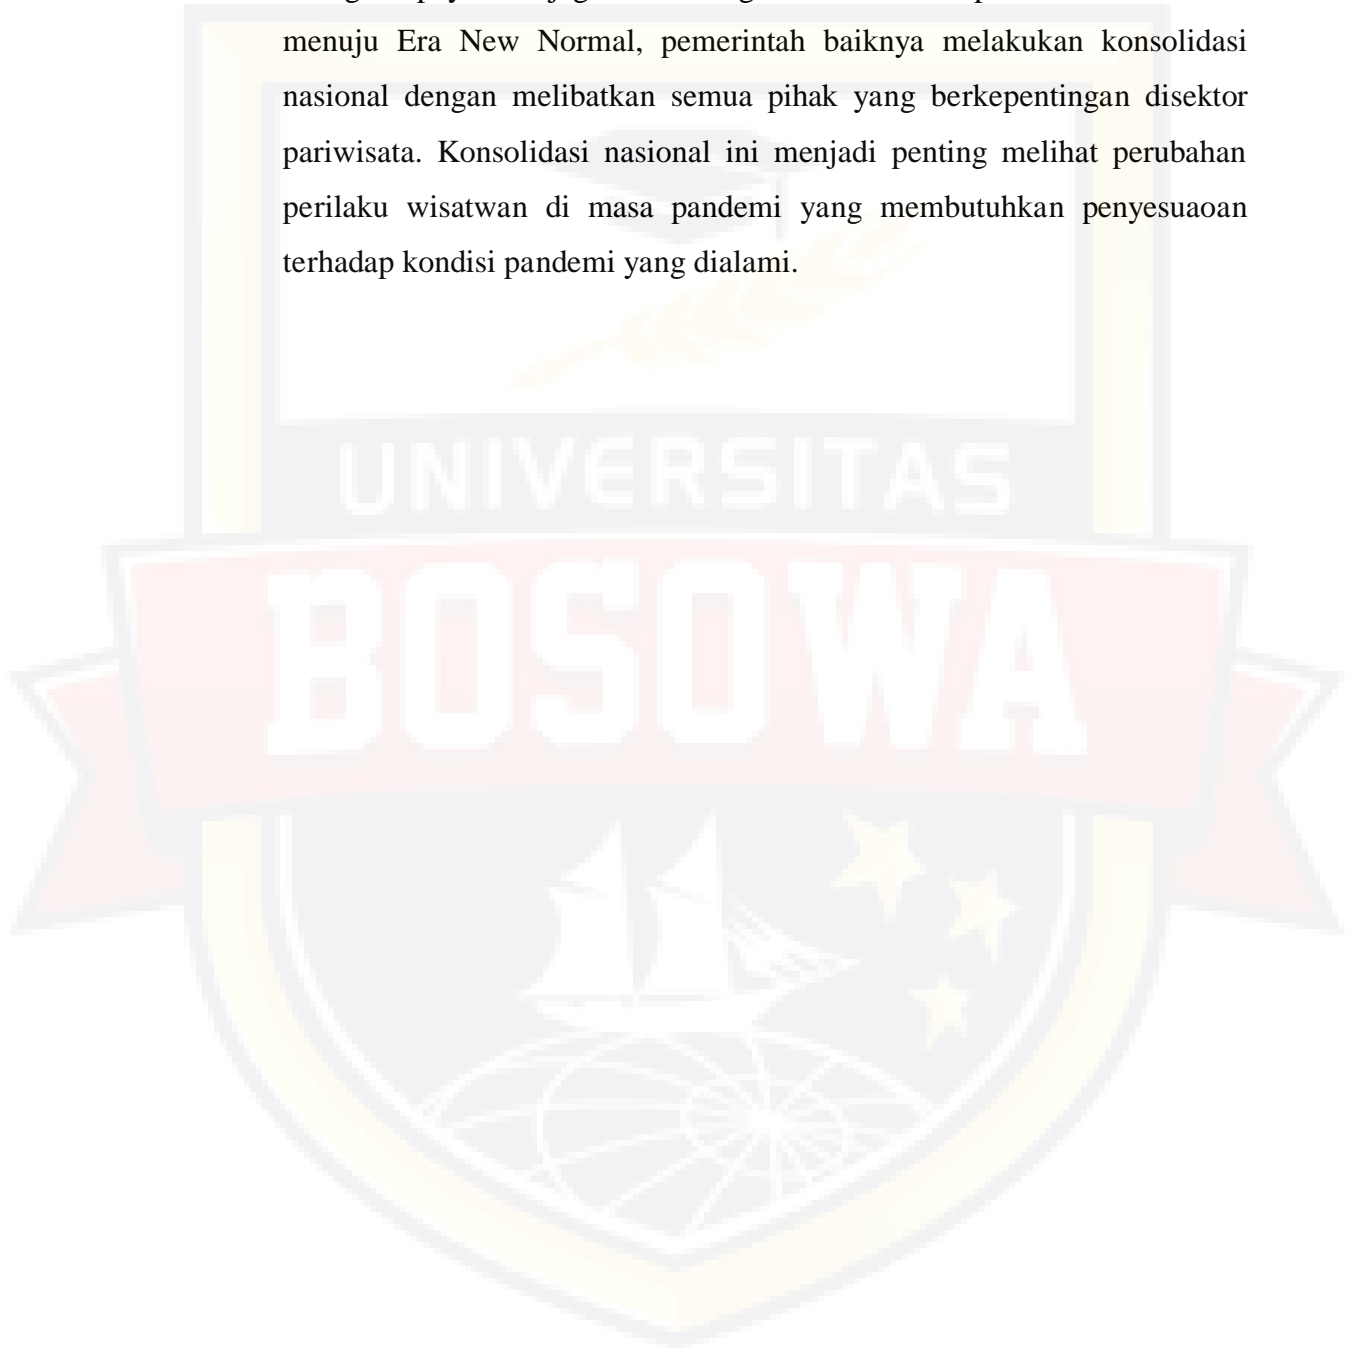 menuju Era New Normal, pemerintah baiknya melakukan konsolidasi
nasional dengan melibatkan semua pihak yang berkepentingan disektor
pariwisata. Konsolidasi nasional ini menjadi penting melihat perubahan
perilaku wisatwan di masa pandemi yang membutuhkan penyesuaoan
terhadap kondisi pandemi yang dialami.
UNIVERSITAS
BOSOWA